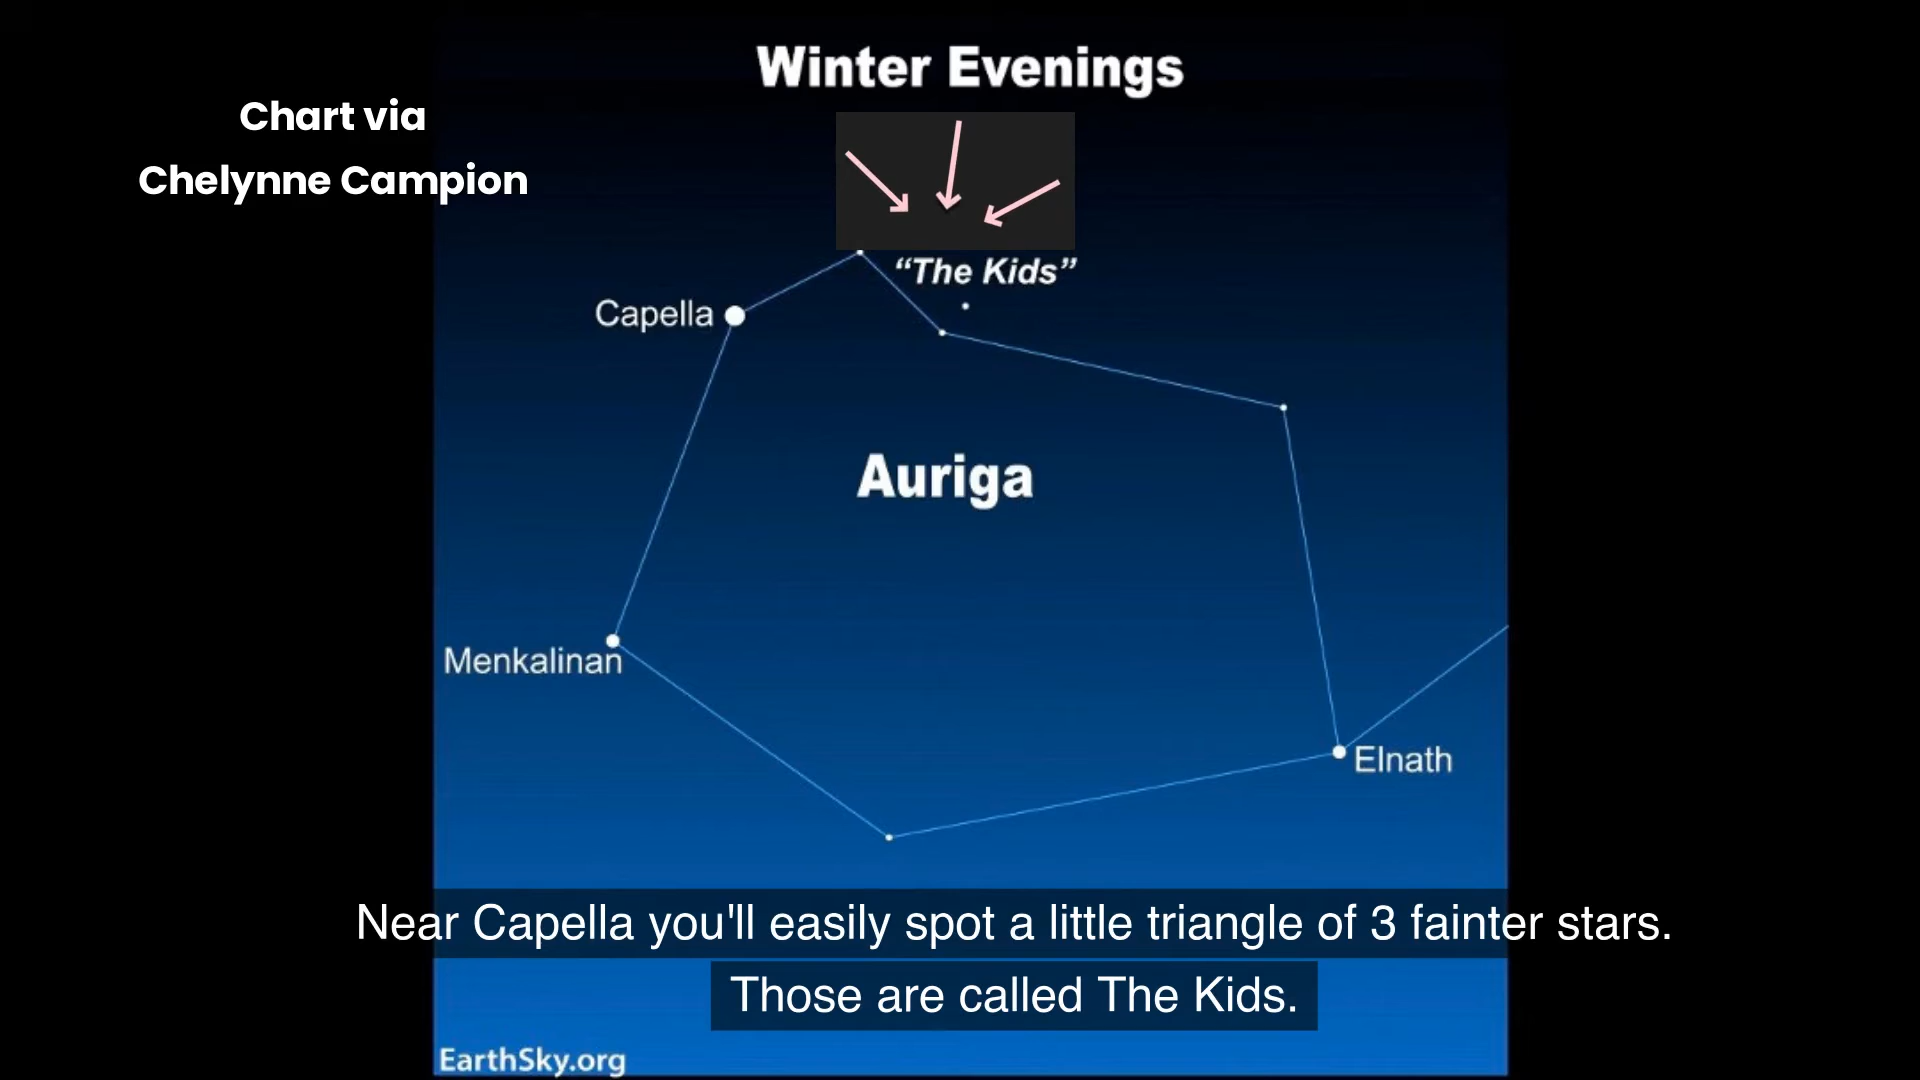 Winter Evenings
Chart via
Chelynne Campion
“The Kids”
Capella
Auriga
Menkalinan
Elnath
Near Capella you'll easily spot a little triangle of 3 fainter stars.
Those are called The Kids.
EarthSky.org